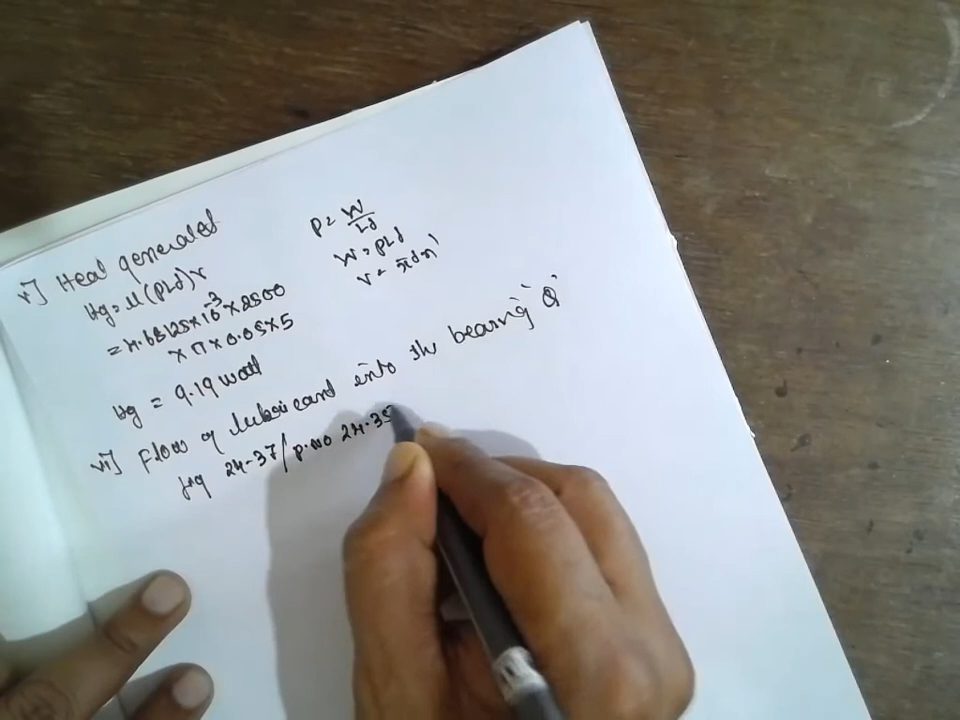 v] Heat generated
Hg = μ(PLd)v
= 4.68125×10⁻³×2500
×π×0.05×5
Hg = 9.19 watt
P = W/Ld
W = PLd
v = πdn'
vi] Flow of lubricant into the bearing 'Q'
Fig 24-37/P.no 24.35